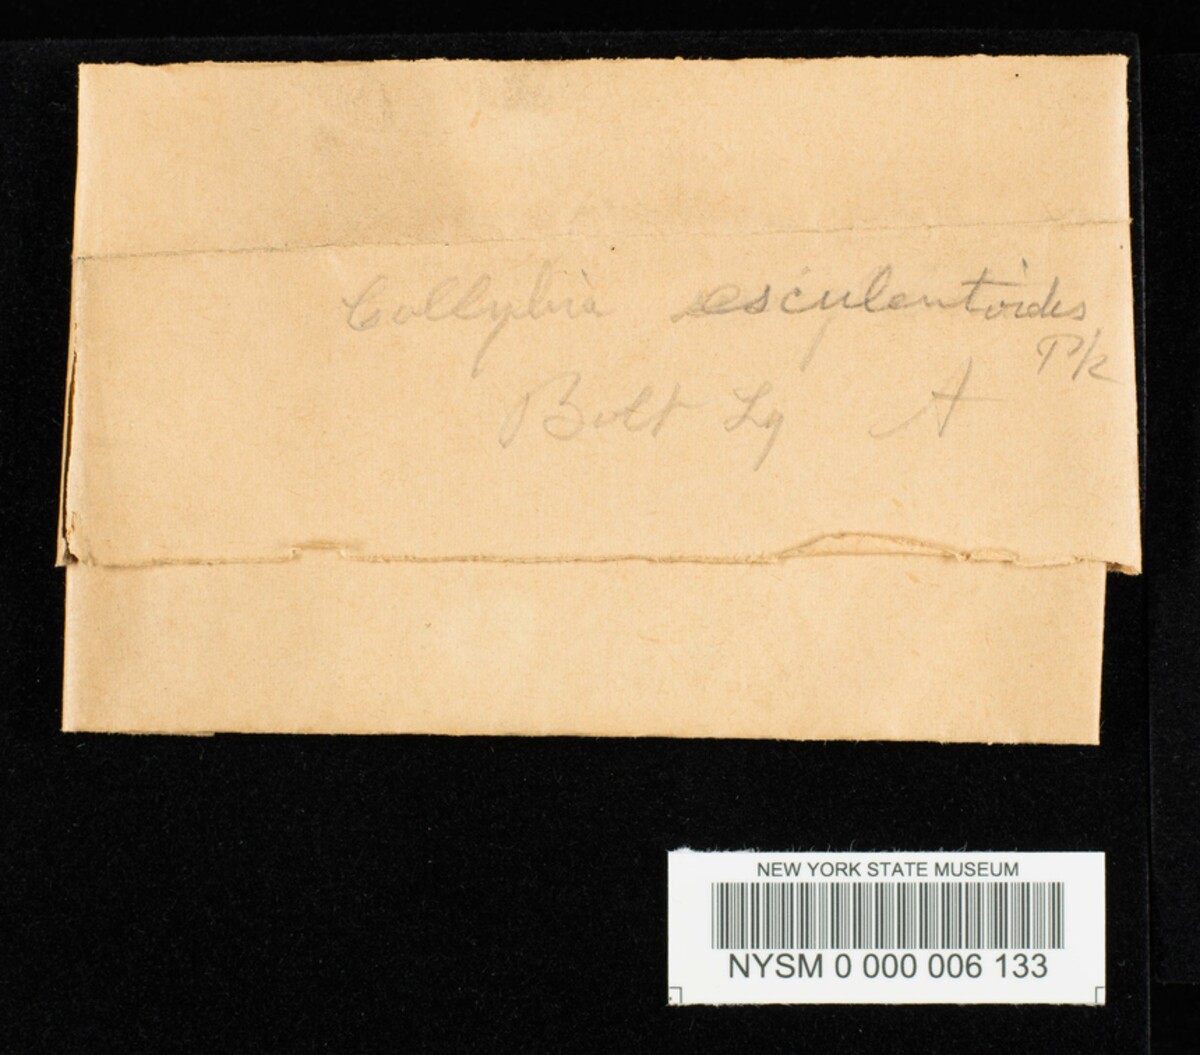 Collybia esculentoides
Pk
Bolt Lg A
NEW YORK STATE MUSEUM
NYSM 0 000 006 133